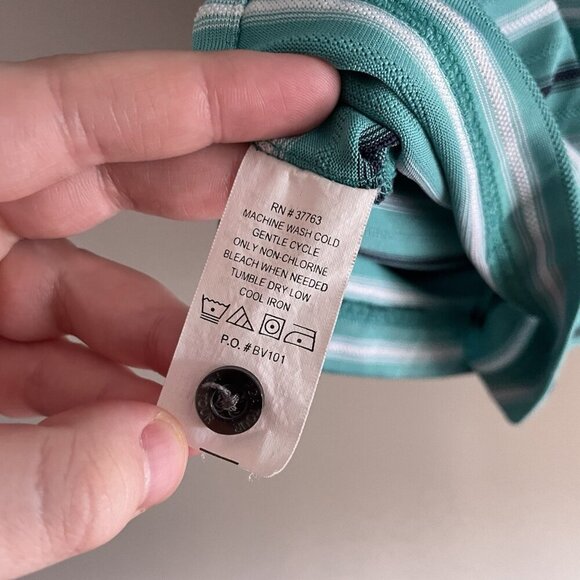 RN # 37763
MACHINE WASH COLD
GENTLE CYCLE
ONLY NON-CHLORINE
BLEACH WHEN NEEDED
TUMBLE DRY LOW
COOL IRON
P.O. # BV101